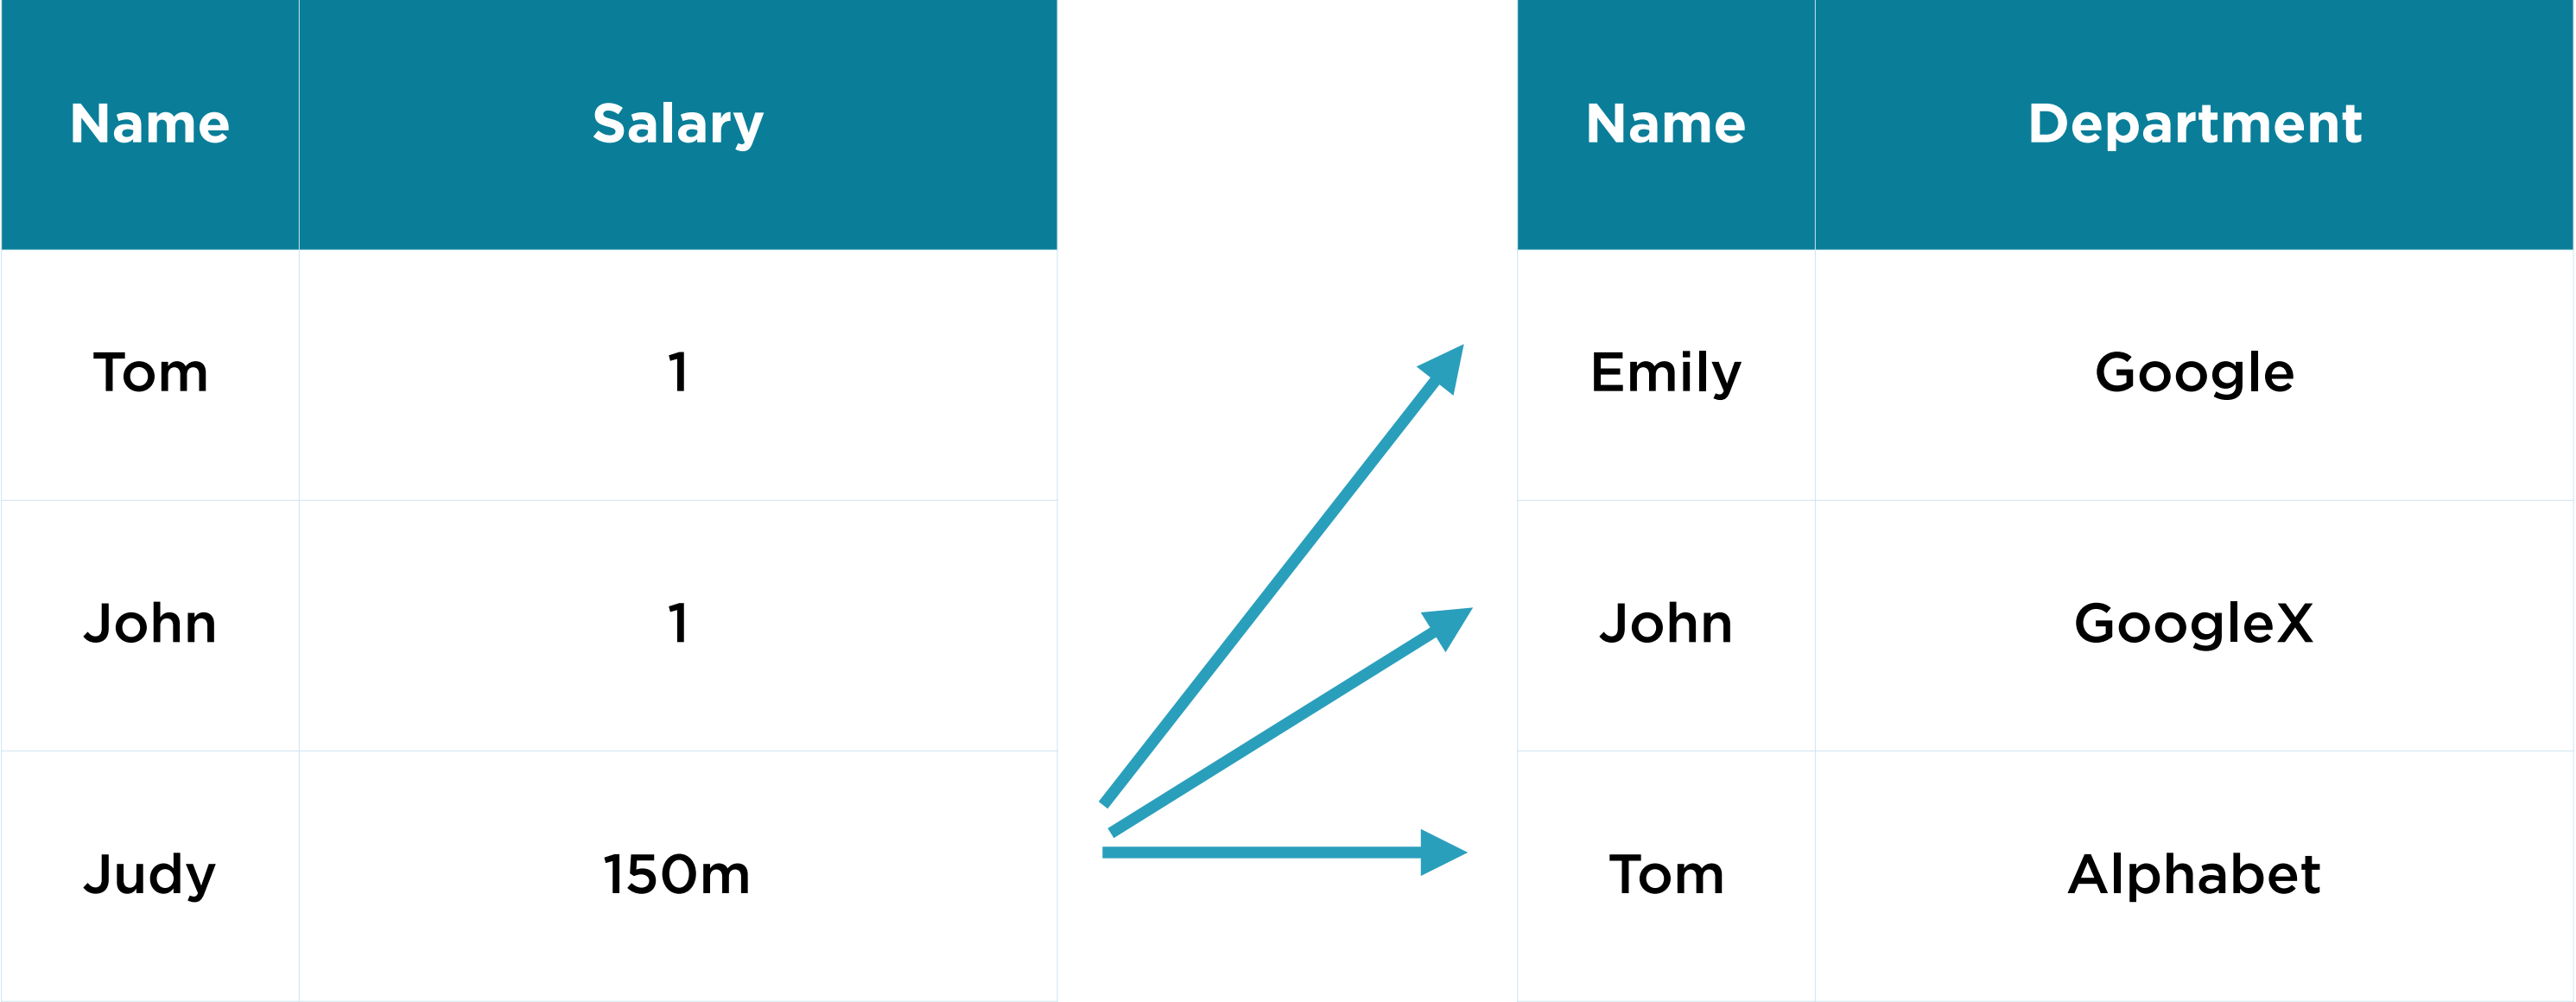 Name Salary
Tom 1
John 1
Judy 150m
Name Department
Emily Google
John GoogleX
Tom Alphabet